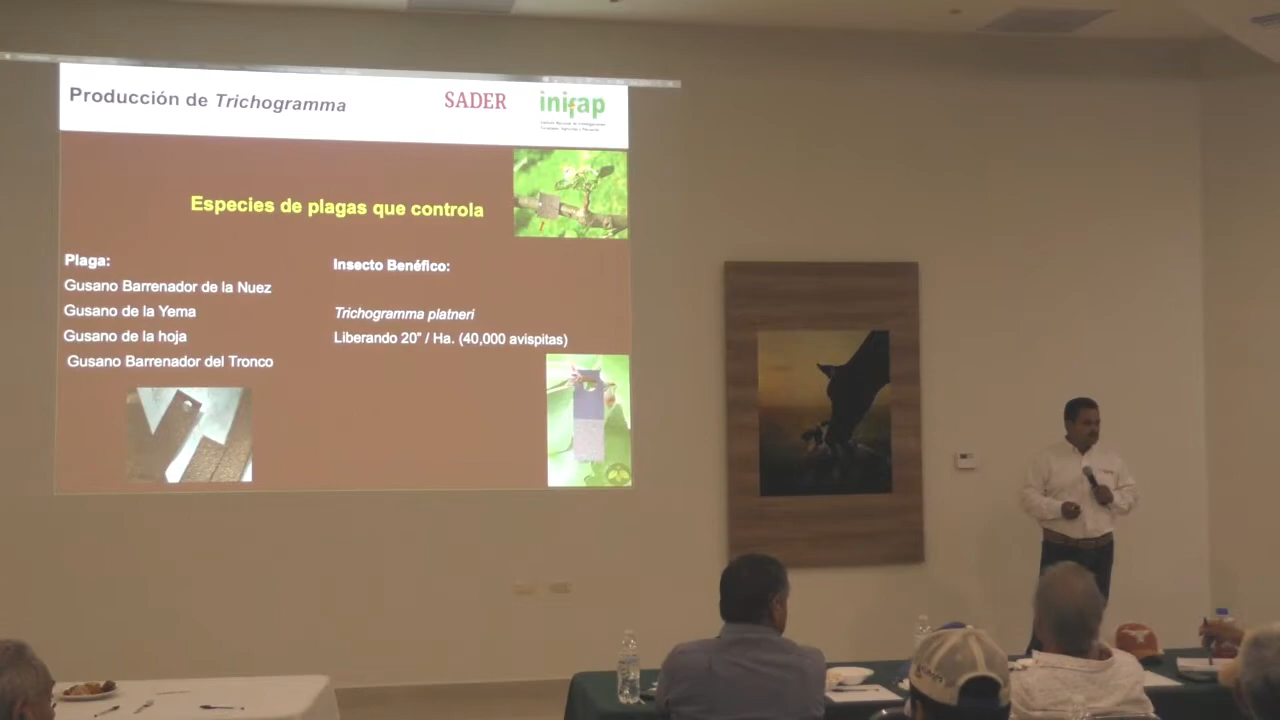 Producción de Trichogramma
SADER
inifap
Especies de plagas que controla
Plaga:
Insecto Benéfico:
Gusano Barrenador de la Nuez
Gusano de la Yema
Trichogramma platneri
Gusano de la hoja
Liberando 20" / Ha. (40,000 avispitas)
Gusano Barrenador del Tronco